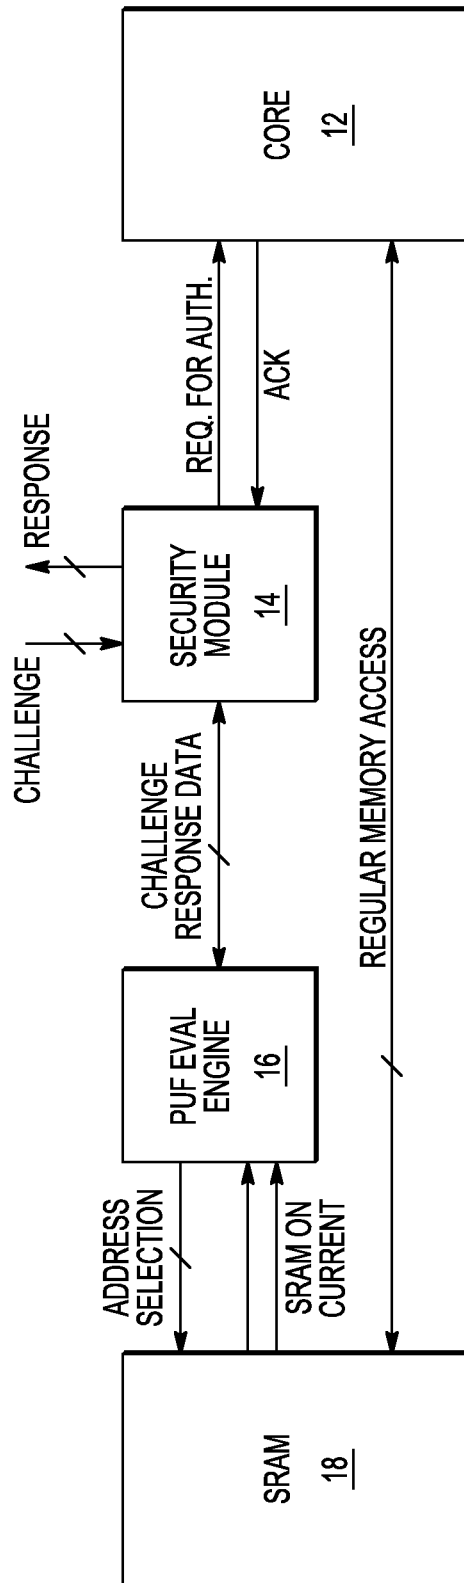 CHALLENGE
RESPONSE
SRAM
18
ADDRESS
SELECTION
SRAM ON
CURRENT
PUF EVAL
ENGINE
16
CHALLENGE
RESPONSE DATA
SECURITY
MODULE
14
REQ. FOR AUTH.
ACK
CORE
12
REGULAR MEMORY ACCESS